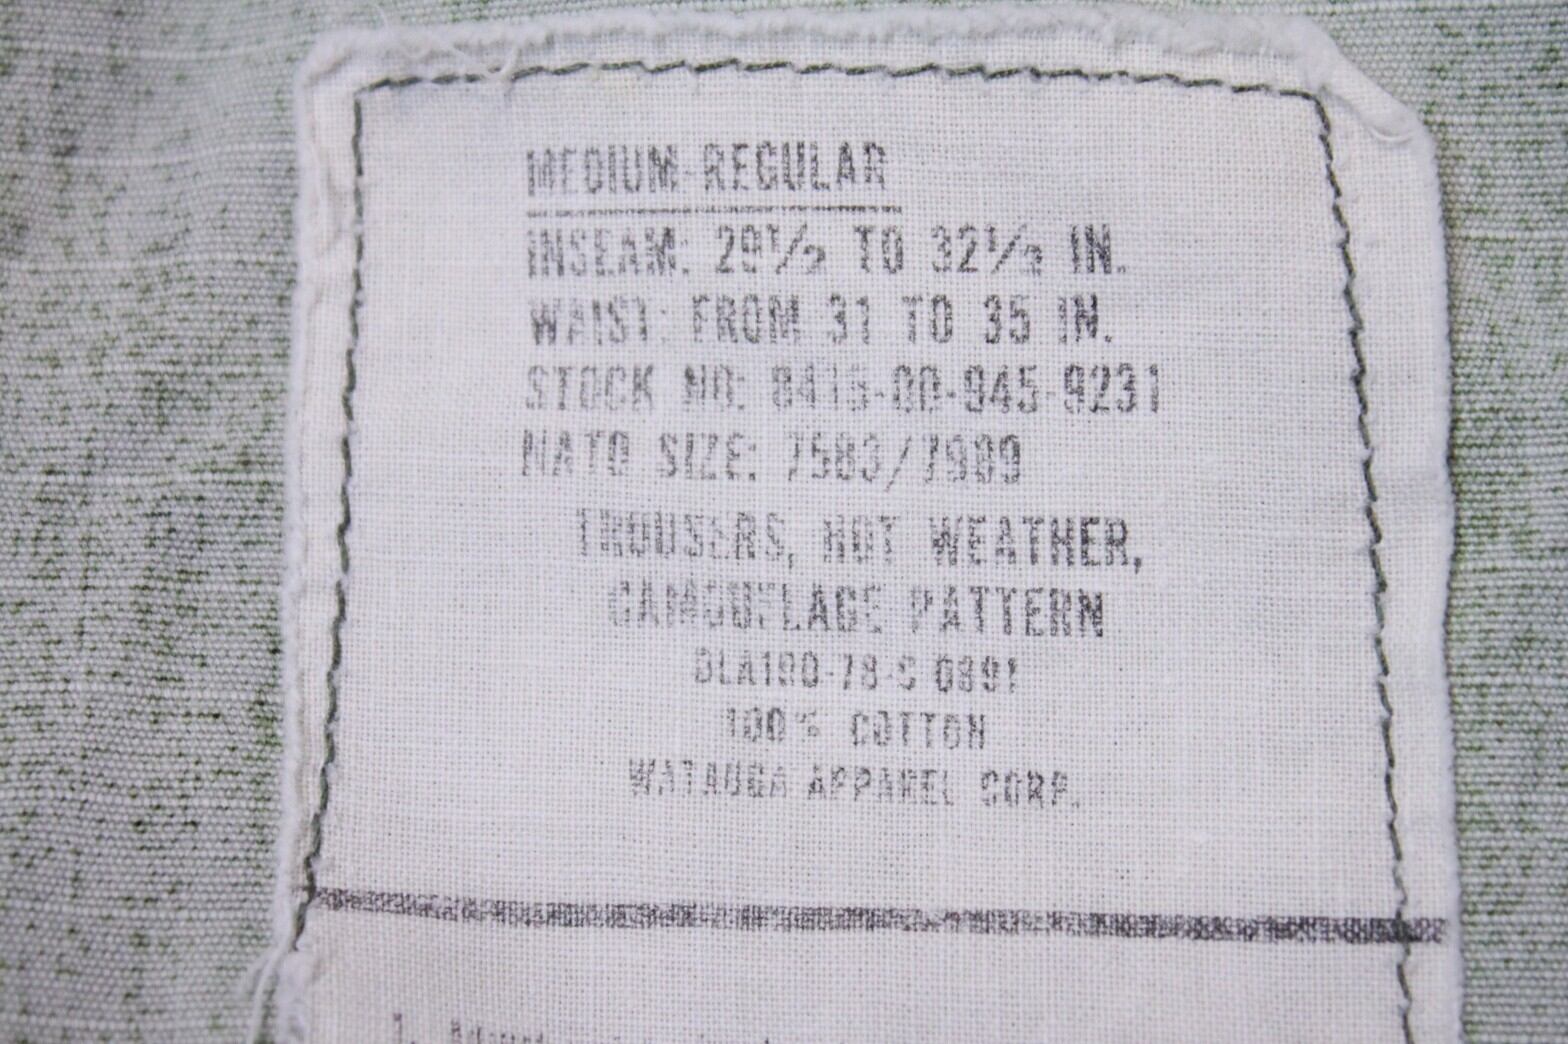 MEDIUM-REGULAR
INSEAM: 29½ TO 32½ IN.
WAIST: FROM 31 TO 35 IN.
STOCK NO: 8415-00-945-9231
NATO SIZE: 7583/7989
TROUSERS, HOT WEATHER,
CAMOUFLAGE PATTERN
DLA100-78-C 0891
100% COTTON
WATAUGA APPAREL CORP.
1.